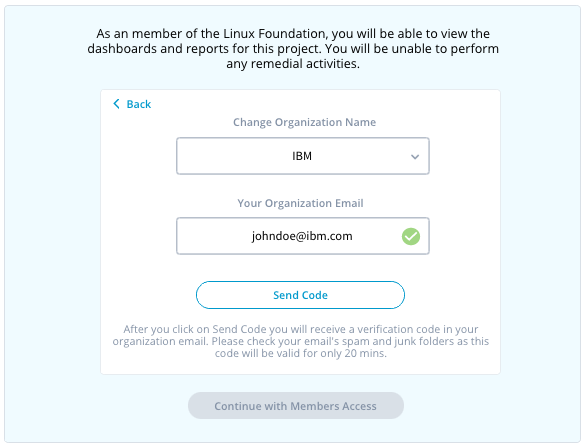 As an member of the Linux Foundation, you will be able to view the
dashboards and reports for this project. You will be unable to perform
any remedial activities.
Back
Change Organization Name
IBM
Your Organization Email
johndoe@ibm.com
Send Code
After you click on Send Code you will receive a verification code in your
organization email. Please check your email's spam and junk folders as this
code will be valid for only 20 mins.
Continue with Members Access